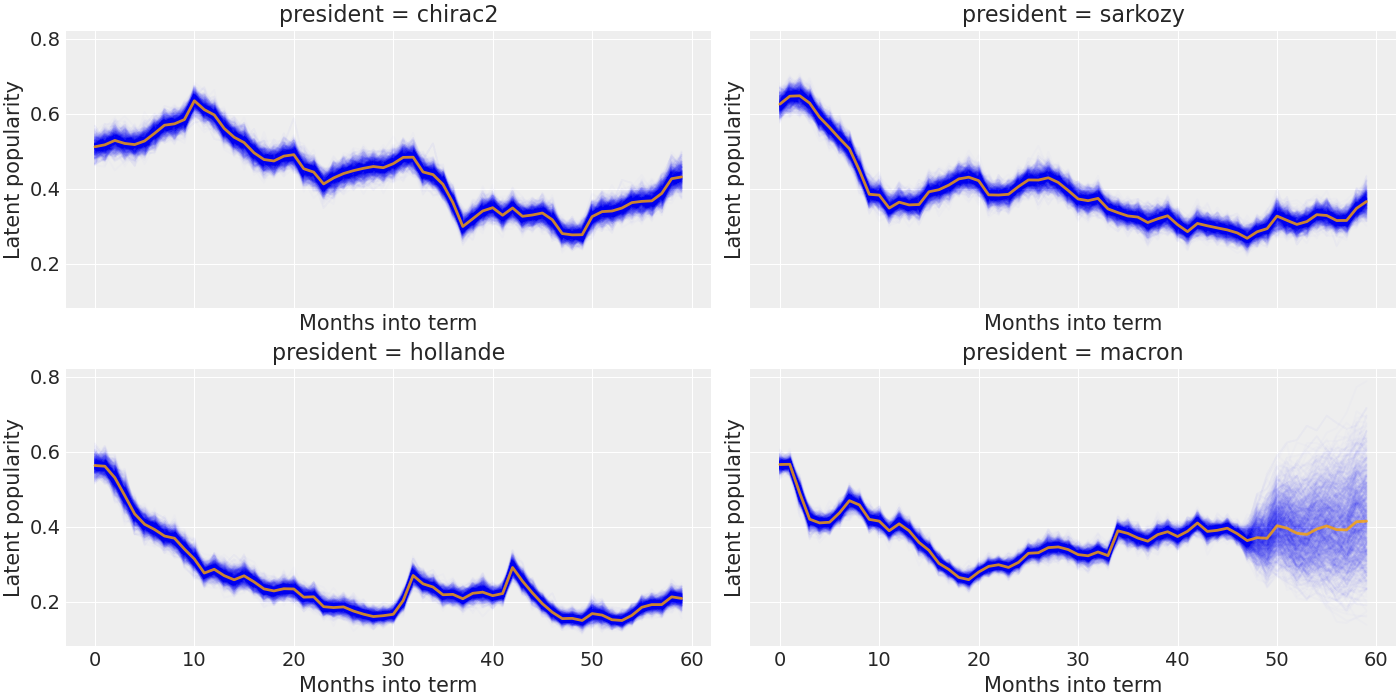 president = chirac2
president = sarkozy
0.8
0.6
0.4
0.2
Latent popularity
Latent popularity
Months into term
Months into term
president = hollande
president = macron
0.8
0.6
0.4
0.2
Latent popularity
Latent popularity
0 10 20 30 40 50 60
0 10 20 30 40 50 60
Months into term
Months into term